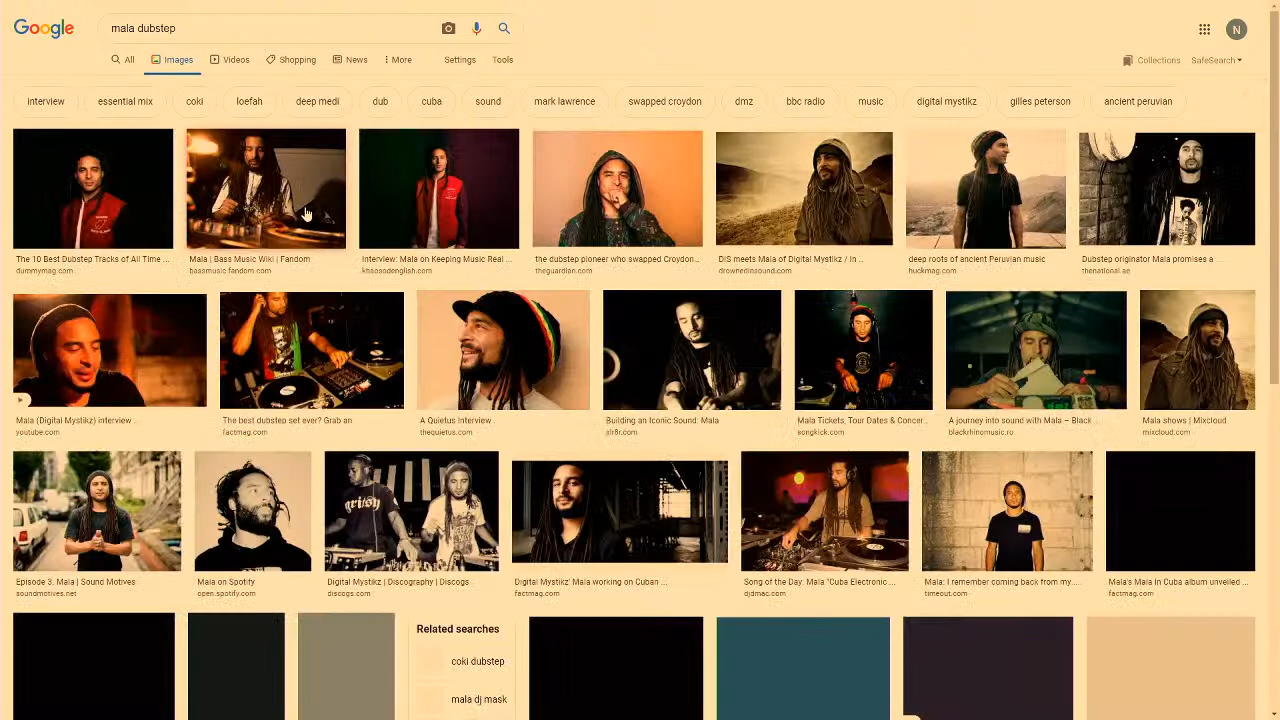 Google
mala dubstep
N
All Images Videos Shopping News More Settings Tools
Collections SafeSearch
interview essential mix coki loefah deep medi dub cuba sound mark lawrence swapped croydon dmz bbc radio music digital mystikz gilles peterson ancient peruvian
The 10 Best Dubstep Tracks of All Time ...
dummymag.com
Mala | Bass Music Wiki | Fandom
bassmusic.fandom.com
Interview: Mala on Keeping Music Real ...
khaosodenglish.com
the dubstep pioneer who swapped Croydon...
theguardian.com
DiS meets Mala of Digital Mystikz / In ..
drownedinsound.com
deep roots of ancient Peruvian music
huckmag.com
Dubstep originator Mala promises a
thenational.ae
Mala (Digital Mystikz) interview .
youtube.com
The best dubstep set ever? Grab an
factmag.com
A Quietus Interview
thequietus.com
Building an Iconic Sound: Mala
xlr8r.com
Mala Tickets, Tour Dates & Concer..
songkick.com
A journey into sound with Mala – Black
blackrhinomusic.ro
Mala shows | Mixcloud
mixcloud.com
Episode 3. Mala | Sound Motives
soundmotives.net
Mala on Spotify
open.spotify.com
Digital Mystikz | Discography | Discogs
discogs.com
Digital Mystikz' Mala working on Cuban ...
factmag.com
Song of the Day: Mala "Cuba Electronic ...
djdmac.com
Mala: I remember coming back from my.....
timeout.com
Mala's Mala In Cuba album unveiled ...
factmag.com
Related searches
coki dubstep
mala dj mask